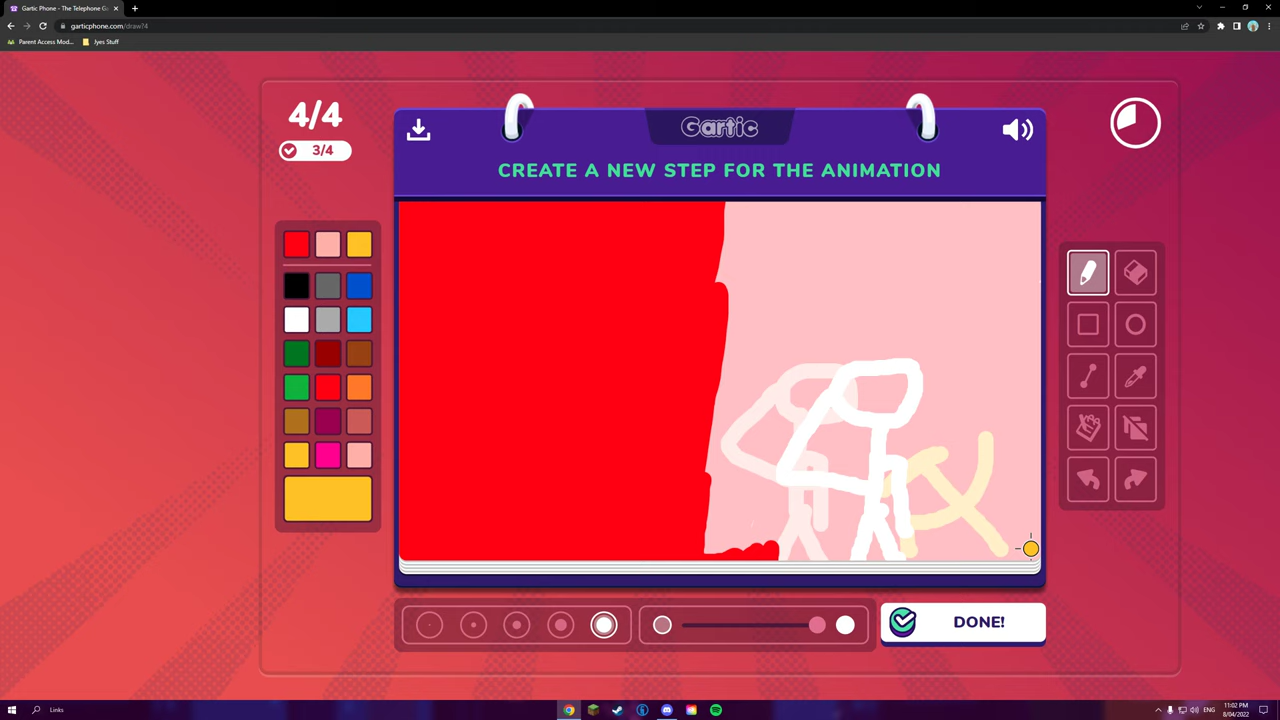 Gartic Phone - The Telephone G
garticphone.com/draw?4
Parent Access Mod... Jyes Stuff
4/4
3/4
Gartic
CREATE A NEW STEP FOR THE ANIMATION
DONE!
Links
ENG
11:02 PM
8/04/2022